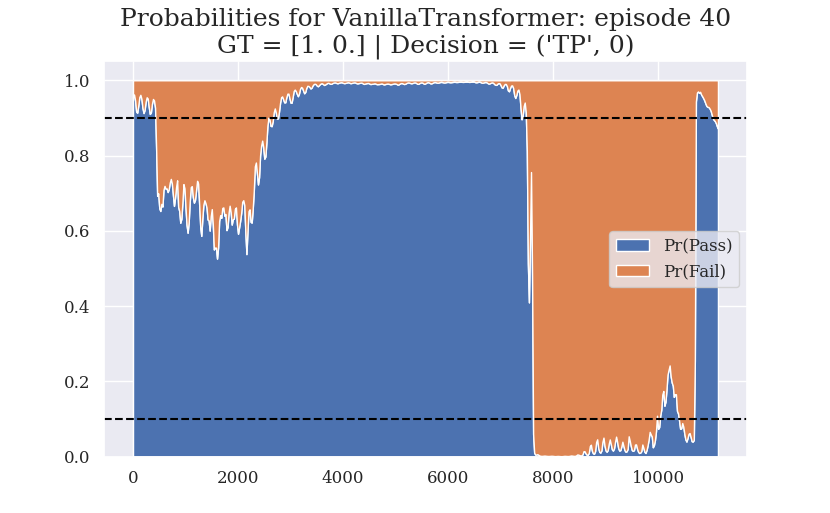 Probabilities for VanillaTransformer: episode 40
GT = [1. 0.] | Decision = ('TP', 0)
1.0
0.8
0.6
0.4
0.2
0.0
Pr(Pass)
Pr(Fail)
0 2000 4000 6000 8000 10000